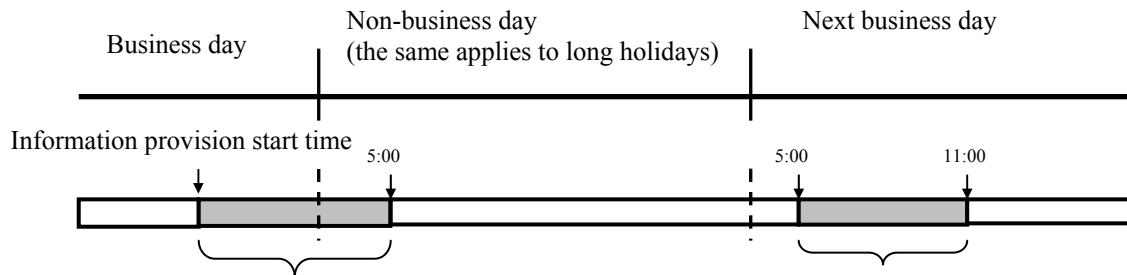 Business day
Non-business day
(the same applies to long holidays)
Next business day
Information provision start time
5:00
5:00
11:00